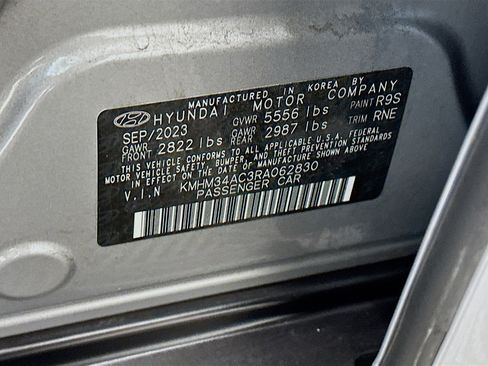 MANUFACTURED IN KOREA BY
HYUNDAI MOTOR COMPANY
SEP/2023 GVWR 5556 lbs PAINT R9S
GAWR FRONT 2822 lbs GAWR REAR 2987 lbs TRIM RNE
THIS VEHICLE CONFORMS TO ALL APPLICABLE U.S.A. FEDERAL
MOTOR VEHICLE SAFETY, BUMPER, AND THEFT PREVENTION
STANDARDS IN EFFECT ON THE DATE OF MANUFACTURE SHOWN ABOVE.
V.I.N KMHM34AC3RA062830
PASSENGER CAR